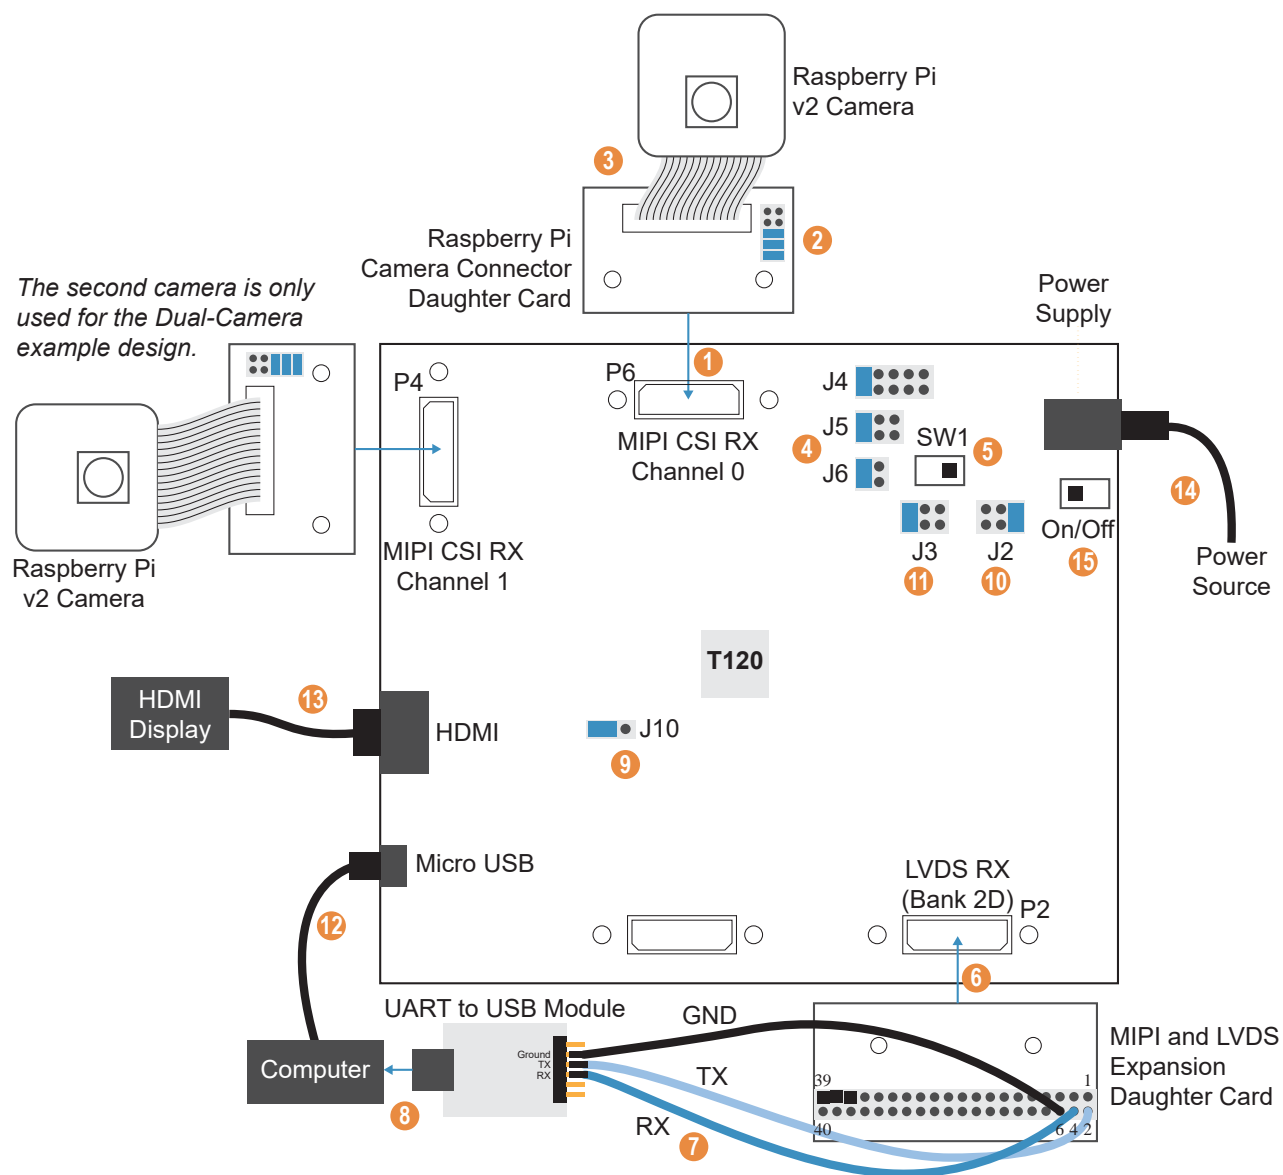 Raspberry Pi
v2 Camera
3
2
Raspberry Pi
Camera Connector
Daughter Card
The second camera is only
used for the Dual-Camera
example design.
Power
Supply
1
P4
P6
MIPI CSI RX
Channel 0
J4
J5
J6
4
SW1
5
14
On/Off
15
Power
Source
J3
11
J2
10
MIPI CSI RX
Channel 1
Raspberry Pi
v2 Camera
T120
HDMI
Display
13
HDMI
J10
9
Micro USB
12
LVDS RX
(Bank 2D)
P2
6
UART to USB Module
GND
Ground
TX
RX
TX
RX
7
Computer
8
39
1
40
6 4 2
MIPI and LVDS
Expansion
Daughter Card